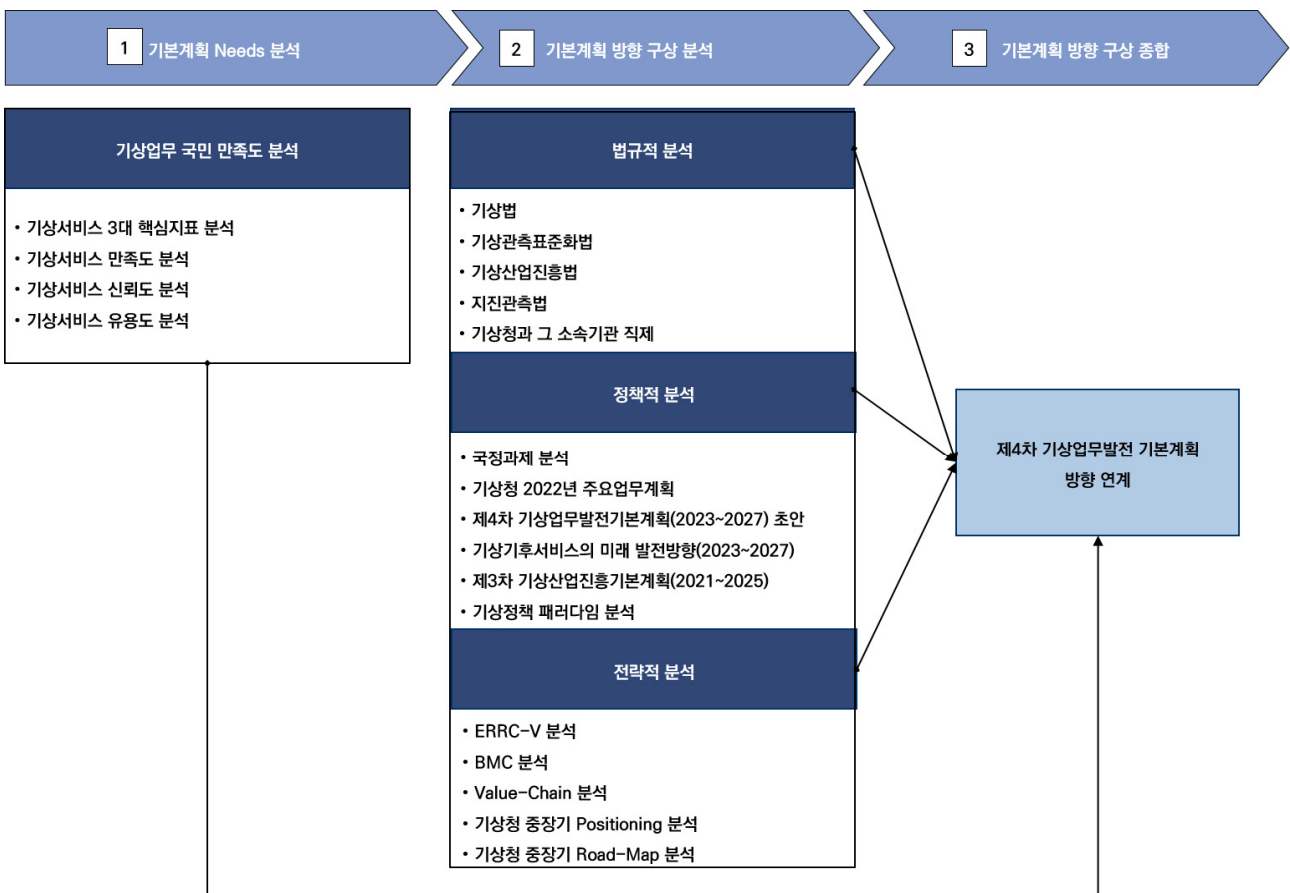 1 기본계획 Needs 분석
2 기본계획 방향 구상 분석
3 기본계획 방향 구상 종합
기상업무 국민 만족도 분석
• 기상서비스 3대 핵심지표 분석
• 기상서비스 만족도 분석
• 기상서비스 신뢰도 분석
• 기상서비스 유용도 분석
법규적 분석
• 기상법
• 기상관측표준화법
• 기상산업진흥법
• 지진관측법
• 기상청과 그 소속기관 직제
정책적 분석
• 국정과제 분석
• 기상청 2022년 주요업무계획
• 제4차 기상업무발전기본계획(2023~2027) 초안
• 기상기후서비스의 미래 발전방향(2023~2027)
• 제3차 기상산업진흥기본계획(2021~2025)
• 기상정책 패러다임 분석
전략적 분석
• ERRC-V 분석
• BMC 분석
• Value-Chain 분석
• 기상청 중장기 Positioning 분석
• 기상청 중장기 Road-Map 분석
제4차 기상업무발전 기본계획
방향 연계